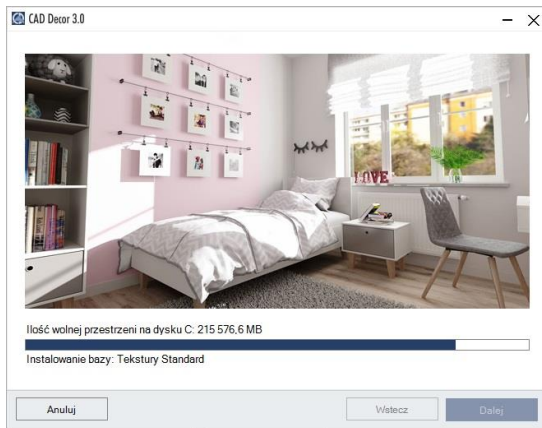 CAD Decor 3.0
LOVE
Ilość wolnej przestrzeni na dysku C: 215 576,6 MB
Instalowanie bazy: Tekstury Standard
Anuluj
Wstecz
Dalej